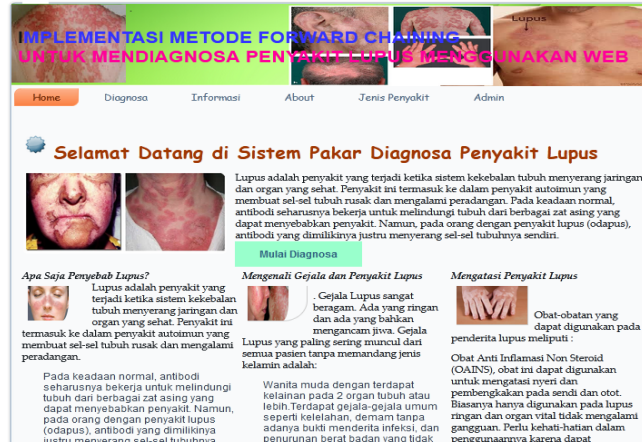 Lupus
IMPLEMENTASI METODE FORWARD CHAINING
UNTUK MENDIAGNOSA PENYAKIT LUPUS MENGGUNAKAN WEB
Home Diagnosa Informasi About Jenis Penyakit Admin
Selamat Datang di Sistem Pakar Diagnosa Penyakit Lupus
Lupus adalah penyakit yang terjadi ketika sistem kekebalan tubuh menyerang jaringan
dan organ yang sehat. Penyakit ini termasuk ke dalam penyakit autoimun yang
membuat sel-sel tubuh rusak dan mengalami peradangan. Pada keadaan normal,
antibodi seharusnya bekerja untuk melindungi tubuh dari berbagai zat asing yang
dapat menyebabkan penyakit. Namun, pada orang dengan penyakit lupus (odapus),
antibodi yang dimilikinya justru menyerang sel-sel tubuhnya sendiri.
Mulai Diagnosa
Apa Saja Penyebab Lupus?
Lupus adalah penyakit yang
terjadi ketika sistem kekebalan
tubuh menyerang jaringan dan
organ yang sehat. Penyakit ini
termasuk ke dalam penyakit autoimun yang
membuat sel-sel tubuh rusak dan mengalami
peradangan.
Pada keadaan normal, antibodi
seharusnya bekerja untuk melindungi
tubuh dari berbagai zat asing yang
dapat menyebabkan penyakit. Namun,
pada orang dengan penyakit lupus
(odapus), antibodi yang dimilikinya
justru menyerang sel-sel tubuhnya
Mengenali Gejala dan Penyakit Lupus
. Gejala Lupus sangat
beragam. Ada yang ringan
dan ada yang bahkan
mengancam jiwa. Gejala
Lupus yang paling sering muncul dari
semua pasien tanpa memandang jenis
kelamin adalah:
Wanita muda dengan terdapat
kelainan pada 2 organ tubuh atau
lebih.Terdapat gejala-gejala umum
seperti kelelahan, demam tanpa
adanya bukti menderita infeksi, dan
penurunan berat badan yang tidak
Mengatasi Penyakit Lupus
Obat-obatan yang
dapat digunakan pada
penderita lupus meliputi :
Obat Anti Inflamasi Non Steroid
(OAINS), obat ini dapat digunakan
untuk mengatasi nyeri dan
pembengkakan pada sendi dan otot.
Biasanya hanya digunakan pada lupus
ringan dan organ vital tidak mengalami
gangguan. Perlu kehati-hatian dalam
penggunaannya karena dapat